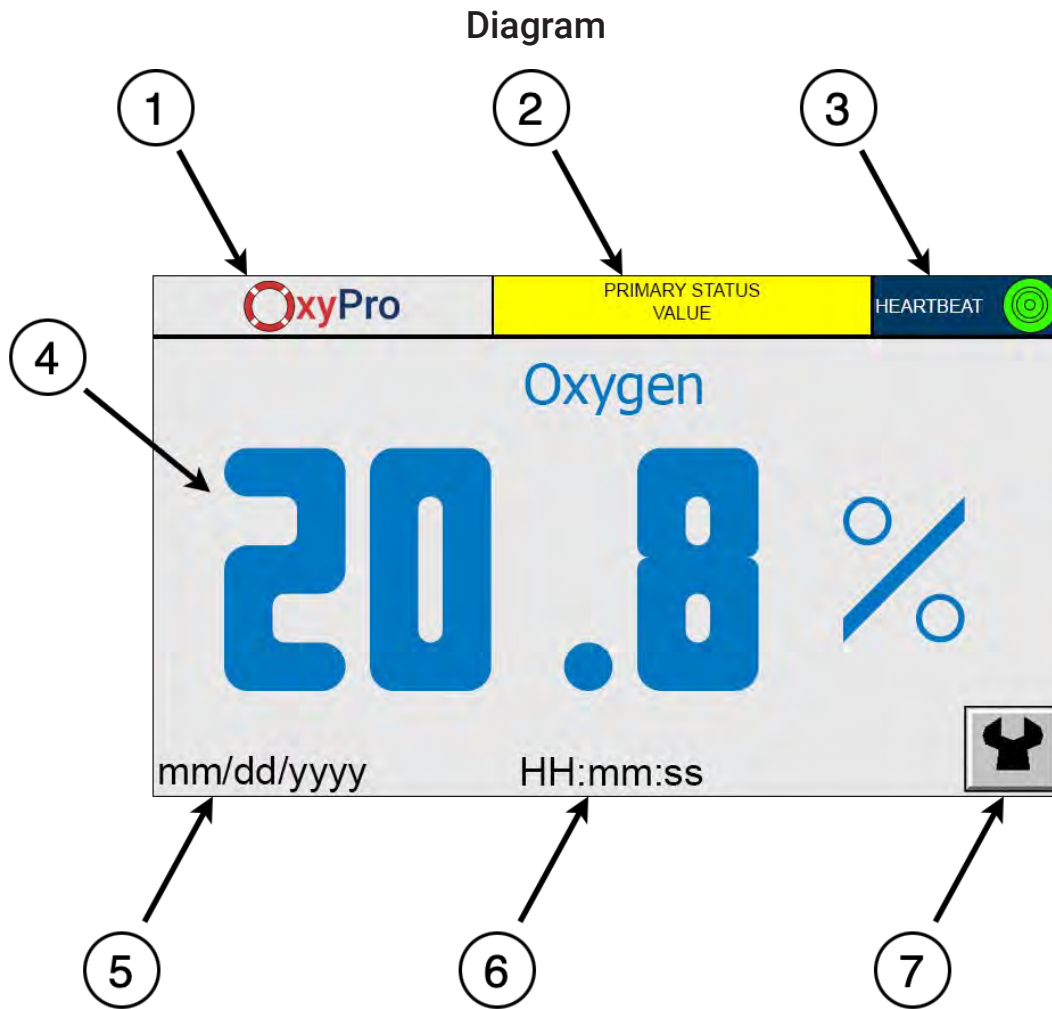 Diagram
1
2
3
OxyPro
PRIMARY STATUS
VALUE
HEARTBEAT
4
Oxygen
20.8 %
mm/dd/yyyy
HH:mm:ss
5
6
7